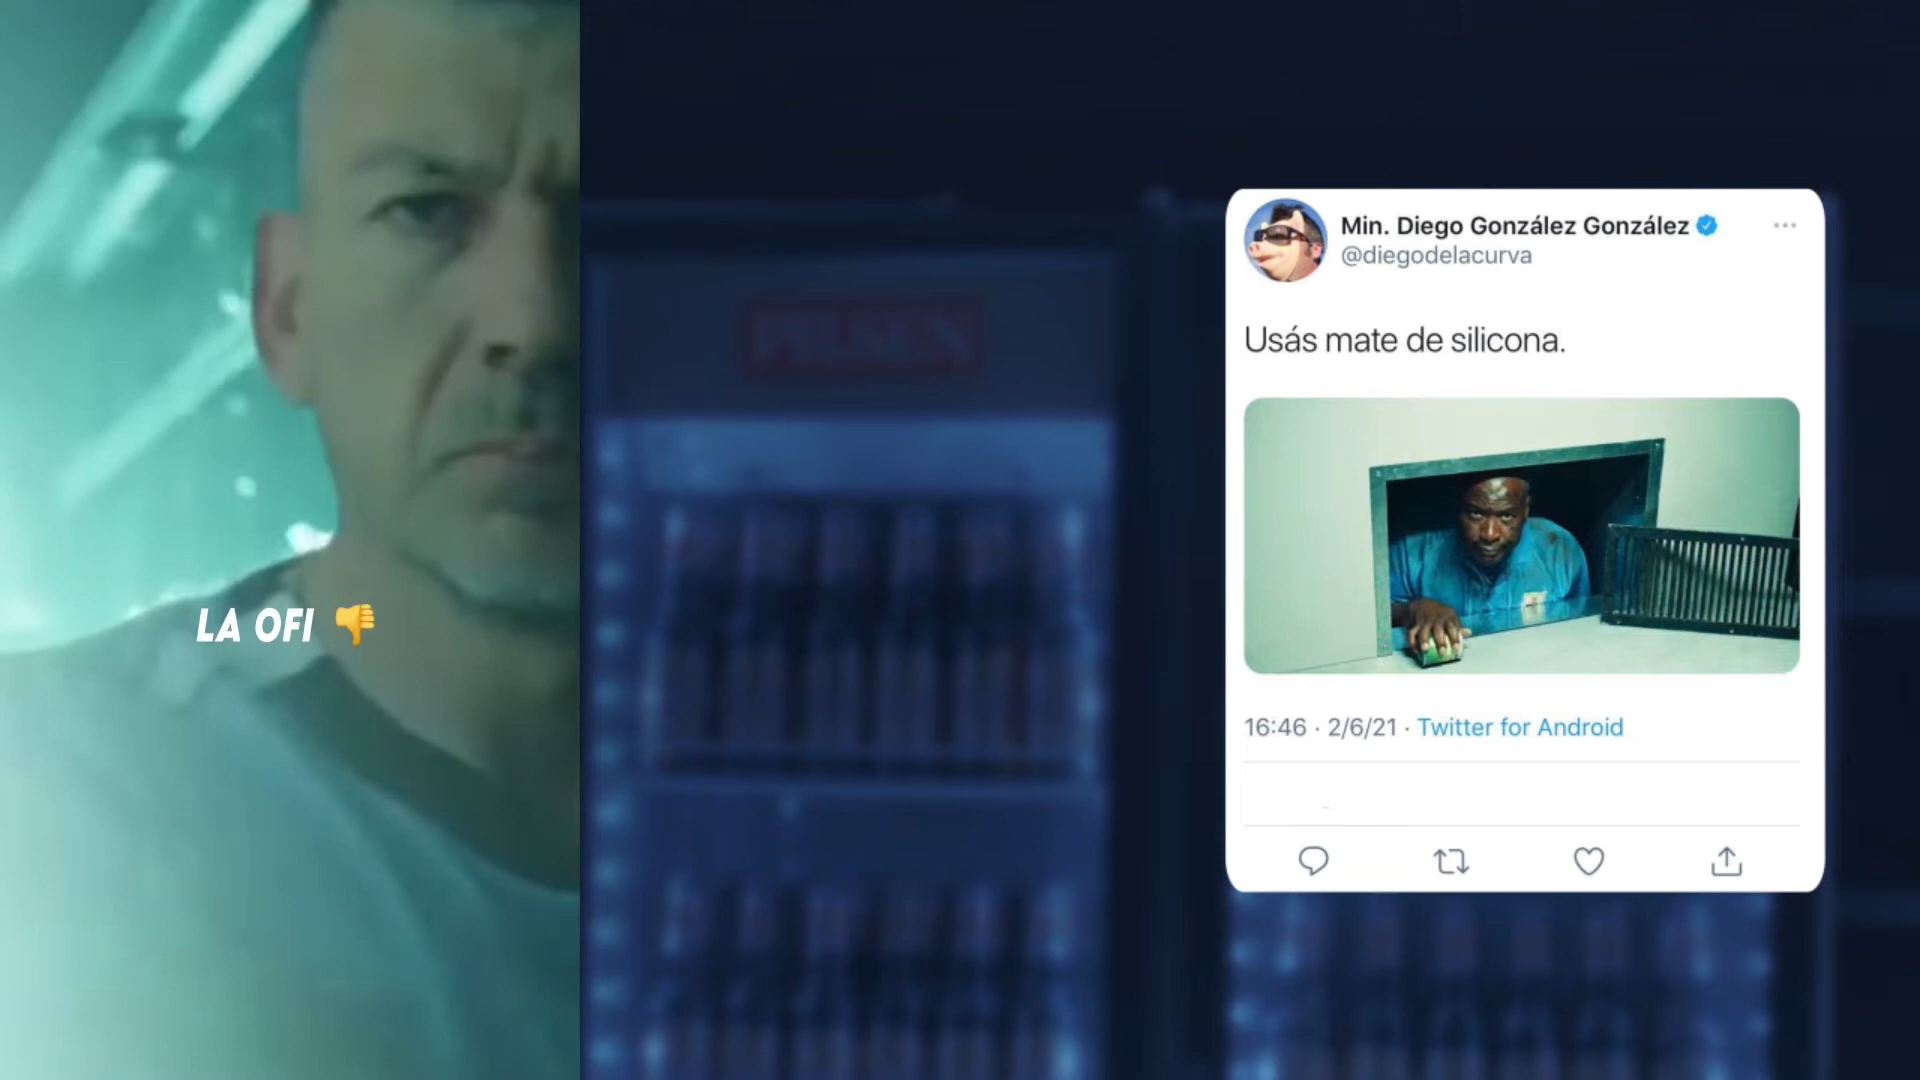 LA OFI 👎
PILSEN
Min. Diego González González
@diegodelacurva
Usás mate de silicona.
16:46 · 2/6/21 · Twitter for Android